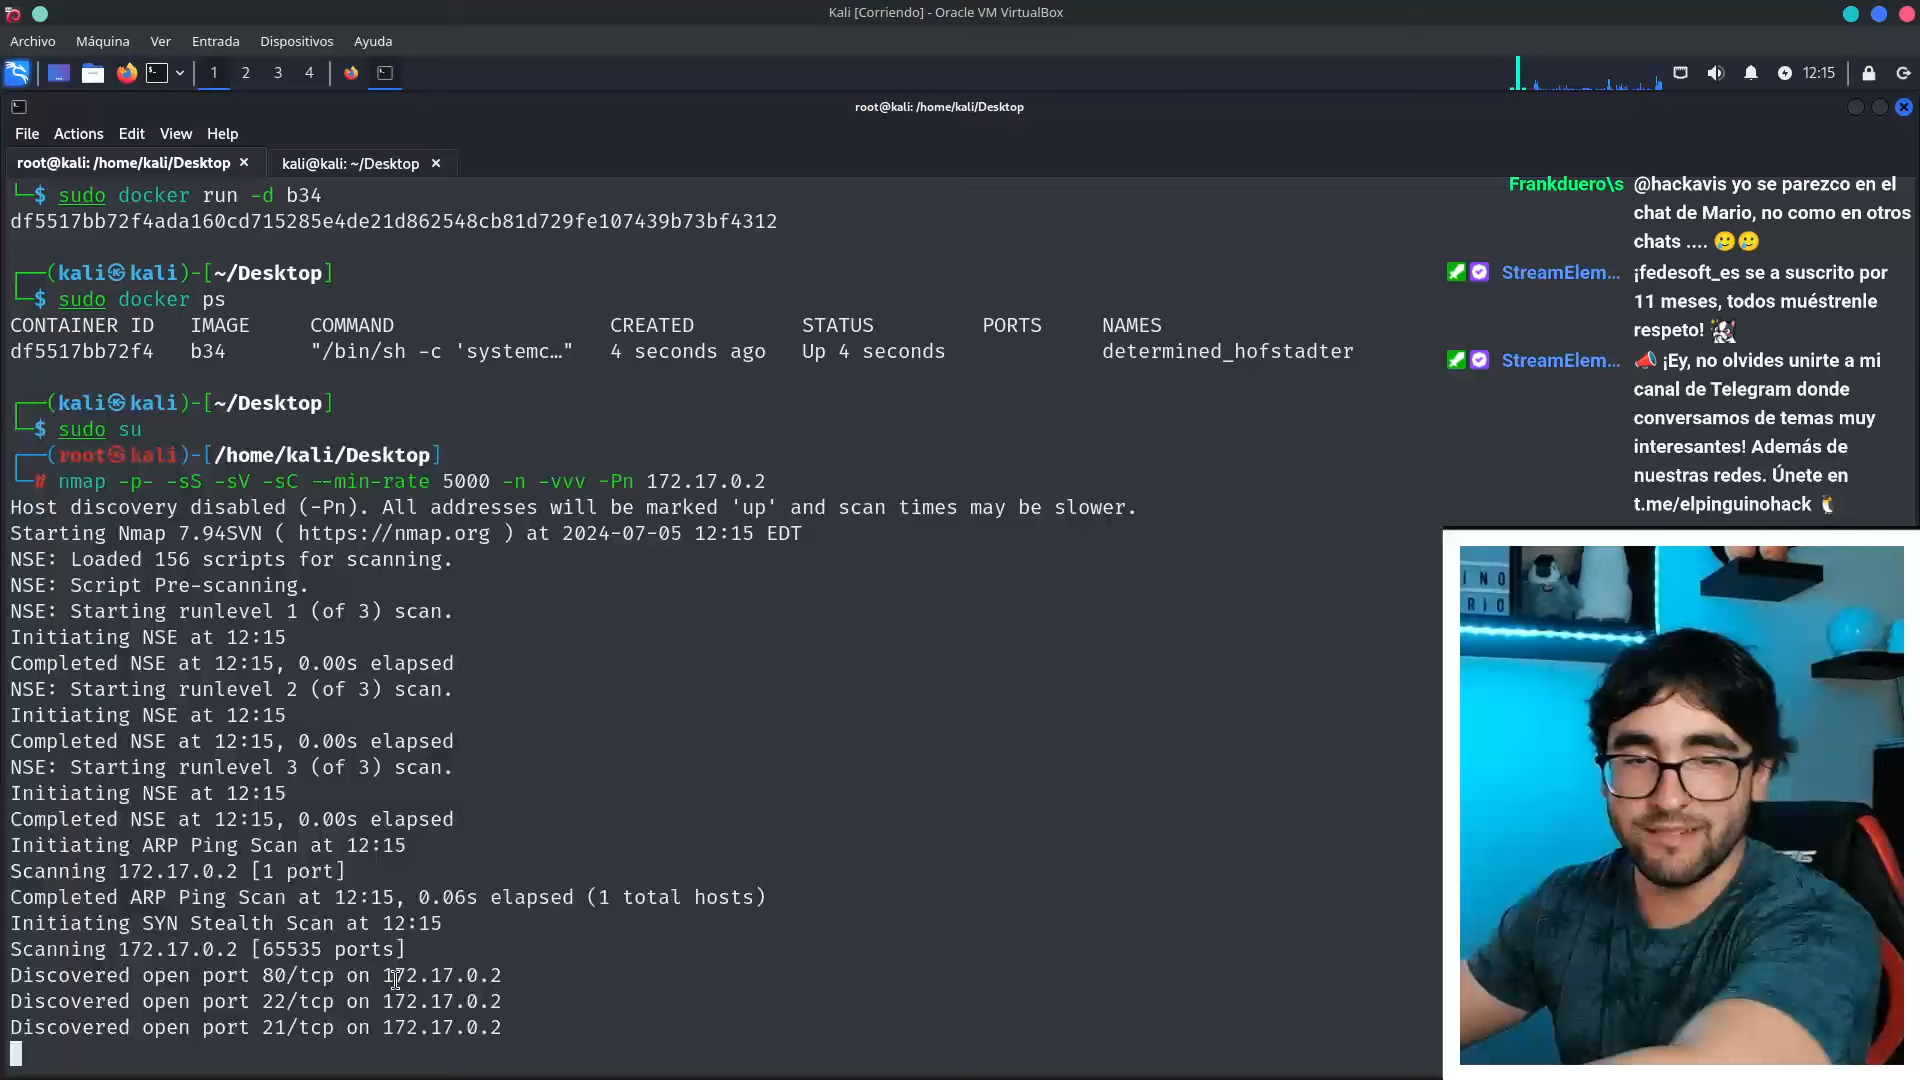 Kali [Corriendo] - Oracle VM VirtualBox
Archivo Máquina Ver Entrada Dispositivos Ayuda
1 2 3 4 12:15
root@kali: /home/kali/Desktop
File Actions Edit View Help
root@kali: /home/kali/Desktop kali@kali: ~/Desktop
└─$ sudo docker run -d b34
df5517bb72f4ada160cd715285e4de21d862548cb81d729fe107439b73bf4312
┌──(kali㉿kali)-[~/Desktop]
└─$ sudo docker ps
CONTAINER ID IMAGE COMMAND CREATED STATUS PORTS NAMES
df5517bb72f4 b34 "/bin/sh -c 'systemc…" 4 seconds ago Up 4 seconds determined_hofstadter
┌──(kali㉿kali)-[~/Desktop]
└─$ sudo su
┌──(root㉿kali)-[/home/kali/Desktop]
└─# nmap -p- -sS -sV -sC --min-rate 5000 -n -vvv -Pn 172.17.0.2
Host discovery disabled (-Pn). All addresses will be marked 'up' and scan times may be slower.
Starting Nmap 7.94SVN ( https://nmap.org ) at 2024-07-05 12:15 EDT
NSE: Loaded 156 scripts for scanning.
NSE: Script Pre-scanning.
NSE: Starting runlevel 1 (of 3) scan.
Initiating NSE at 12:15
Completed NSE at 12:15, 0.00s elapsed
NSE: Starting runlevel 2 (of 3) scan.
Initiating NSE at 12:15
Completed NSE at 12:15, 0.00s elapsed
NSE: Starting runlevel 3 (of 3) scan.
Initiating NSE at 12:15
Completed NSE at 12:15, 0.00s elapsed
Initiating ARP Ping Scan at 12:15
Scanning 172.17.0.2 [1 port]
Completed ARP Ping Scan at 12:15, 0.06s elapsed (1 total hosts)
Initiating SYN Stealth Scan at 12:15
Scanning 172.17.0.2 [65535 ports]
Discovered open port 80/tcp on 172.17.0.2
Discovered open port 22/tcp on 172.17.0.2
Discovered open port 21/tcp on 172.17.0.2
Frankduero\s @hackavis yo se parezco en el
chat de Mario, no como en otros
chats .... 🥲🥲
StreamElem... ¡fedesoft_es se a suscrito por
11 meses, todos muéstrenle
respeto!
StreamElem... 📣 ¡Ey, no olvides unirte a mi
canal de Telegram donde
conversamos de temas muy
interesantes! Además de
nuestras redes. Únete en
t.me/elpinguinohack 🐧
INO
RIO